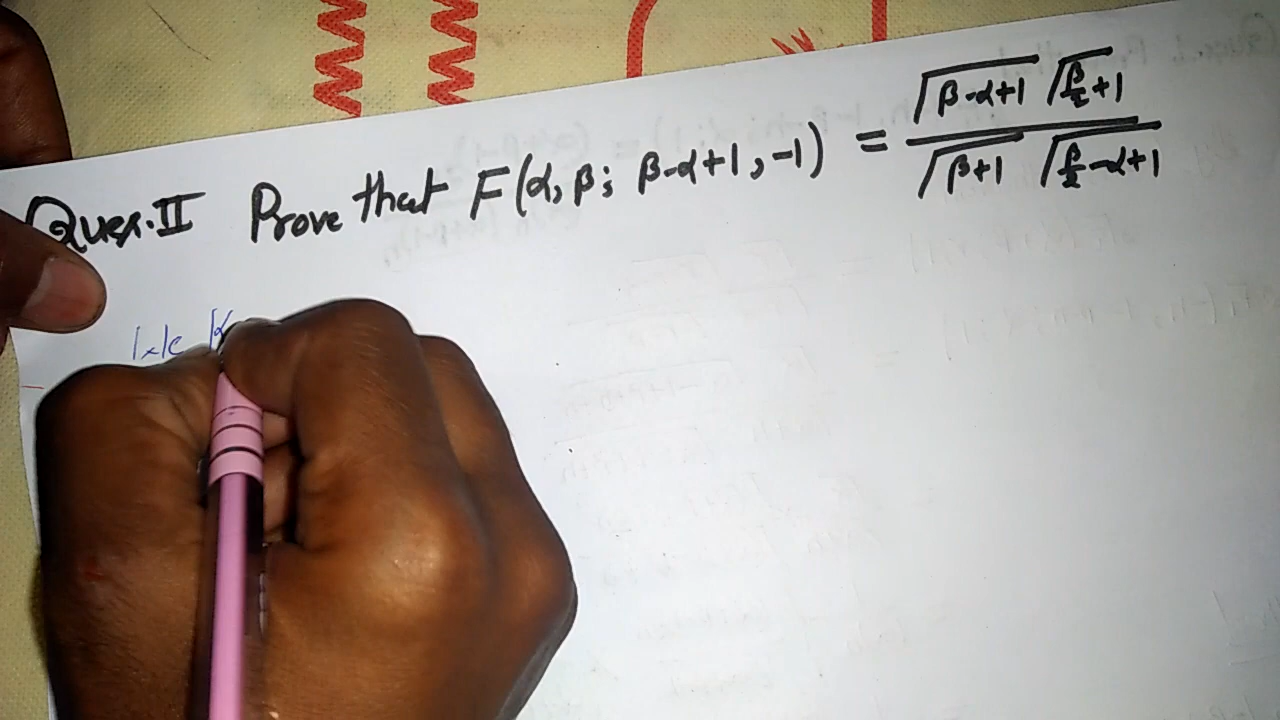 Ques.II Prove that F(α, β; β-α+1, -1) = Γβ-α+1 Γβ/2+1 / Γβ+1 Γβ/2-α+1